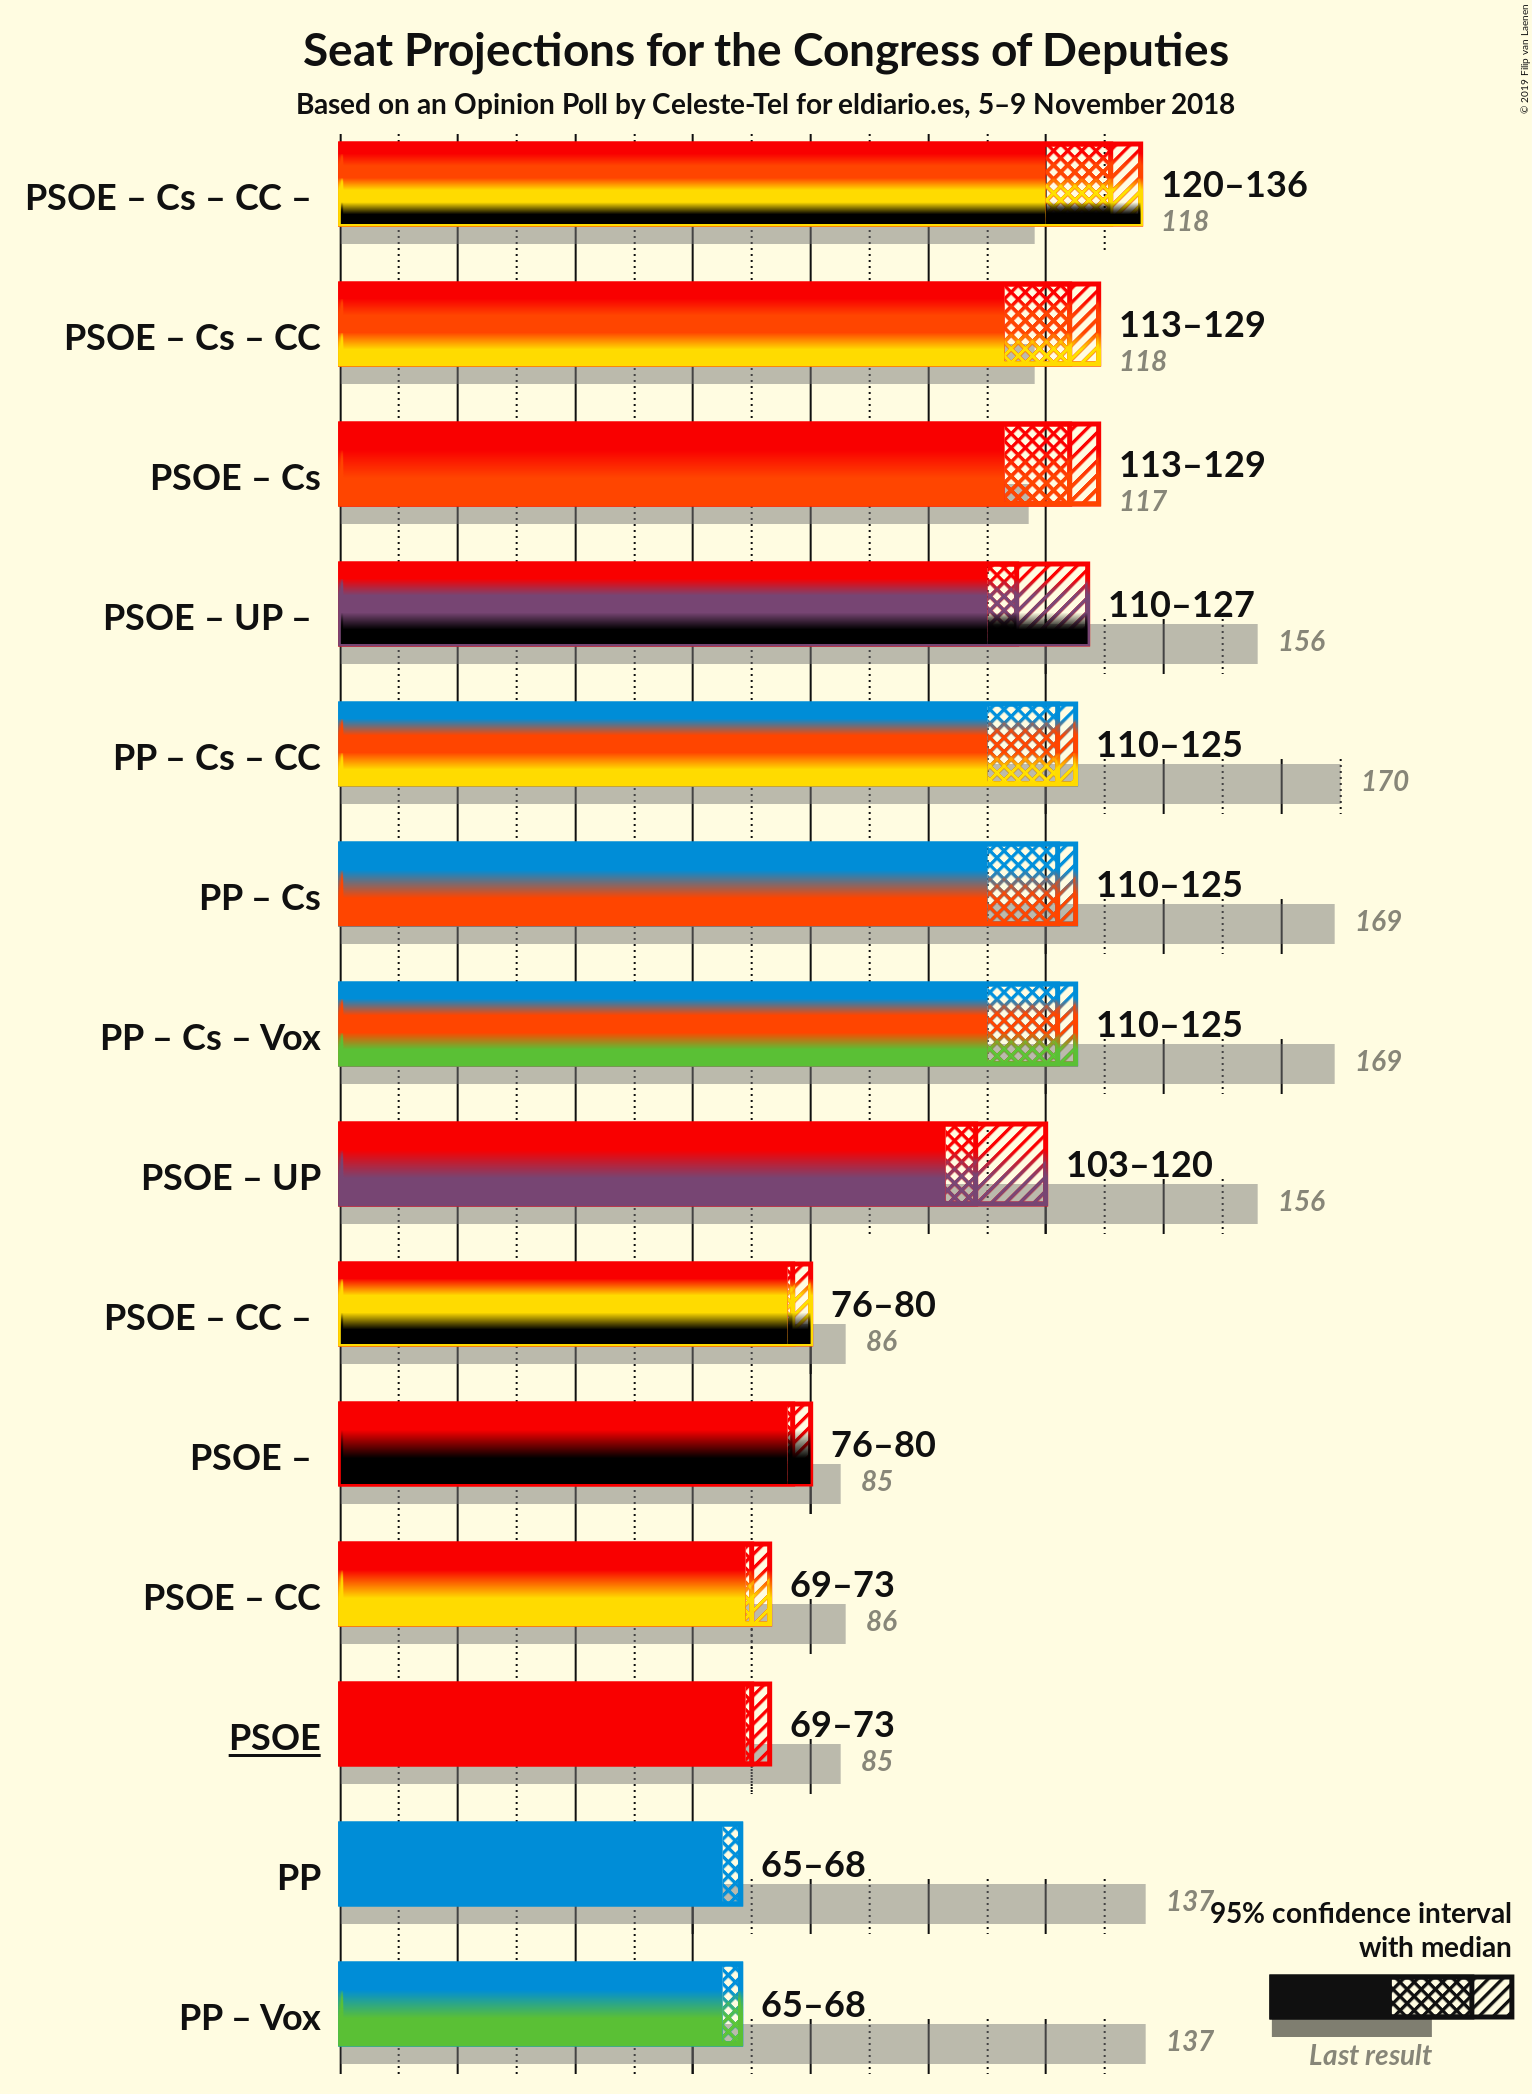 Seat Projections for the Congress of Deputies
Based on an Opinion Poll by Celeste-Tel for eldiario.es, 5–9 November 2018
© 2019 Filip van Laenen
PSOE – Cs – CC –
120–136
118
PSOE – Cs – CC
113–129
118
PSOE – Cs
113–129
117
PSOE – UP –
110–127
156
PP – Cs – CC
110–125
170
PP – Cs
110–125
169
PP – Cs – Vox
110–125
169
PSOE – UP
103–120
156
PSOE – CC –
76–80
86
PSOE –
76–80
85
PSOE – CC
69–73
86
PSOE
69–73
85
PP
65–68
137
PP – Vox
65–68
137
95% confidence interval
with median
Last result